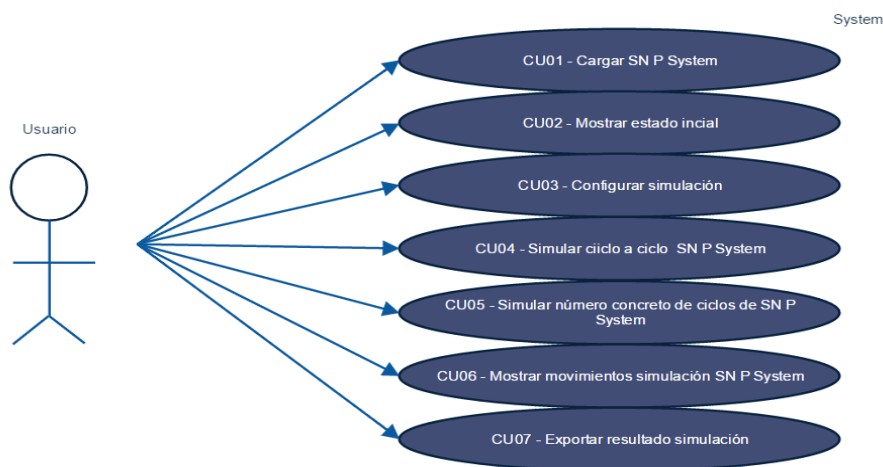 System
CU01 - Cargar SN P System
CU02 - Mostrar estado incial
Usuario
CU03 - Configurar simulación
CU04 - Simular ciiclo a ciclo SN P System
CU05 - Simular número concreto de ciclos de SN P
System
CU06 - Mostrar movimientos simulación SN P System
CU07 - Exportar resultado simulación